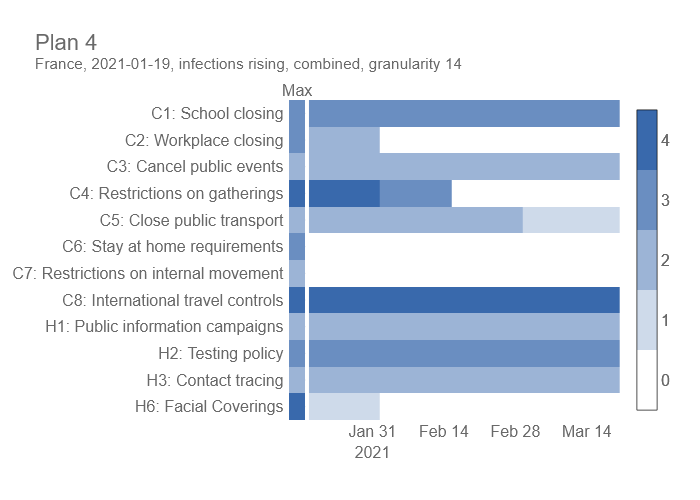 Plan 4
France, 2021-01-19, infections rising, combined, granularity 14
Max
C1: School closing
C2: Workplace closing
C3: Cancel public events
C4: Restrictions on gatherings
C5: Close public transport
C6: Stay at home requirements
C7: Restrictions on internal movement
C8: International travel controls
H1: Public information campaigns
H2: Testing policy
H3: Contact tracing
H6: Facial Coverings
Jan 31 Feb 14 Feb 28 Mar 14
2021
4
3
2
1
0